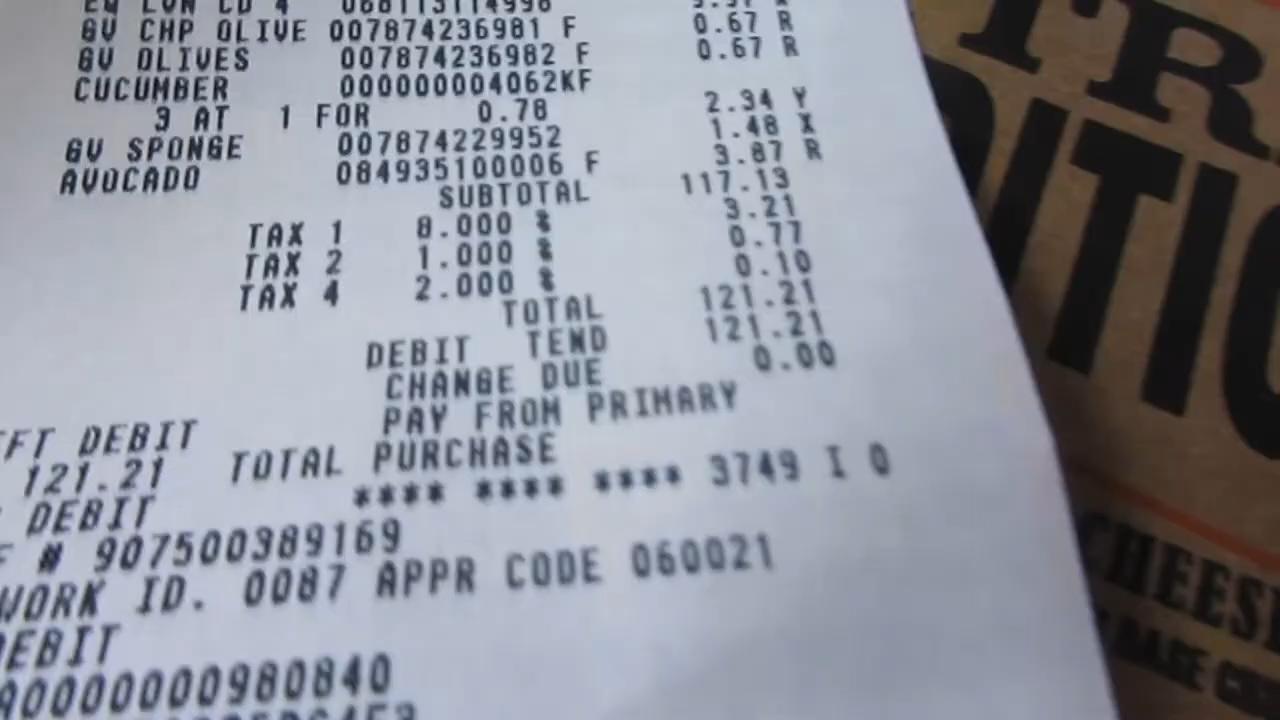 GV CHP OLIVE 007874236981 F 0.67 R
GV OLIVES 007874236982 F 0.67 R
CUCUMBER 000000004062KF
3 AT 1 FOR 0.78 2.34 Y
GV SPONGE 007874229952 1.48 X
AVOCADO 084935100006 F 3.87 R
SUBTOTAL 117.13
TAX 1 8.000 % 3.21
TAX 2 1.000 % 0.77
TAX 4 2.000 % 0.10
TOTAL 121.21
DEBIT TEND 121.21
CHANGE DUE 0.00
PAY FROM PRIMARY
EFT DEBIT
121.21 TOTAL PURCHASE
DEBIT **** **** **** 3749 I 0
# 907500389169
WORK ID. 0087 APPR CODE 060021
DEBIT
A0000000980840
CHEESE